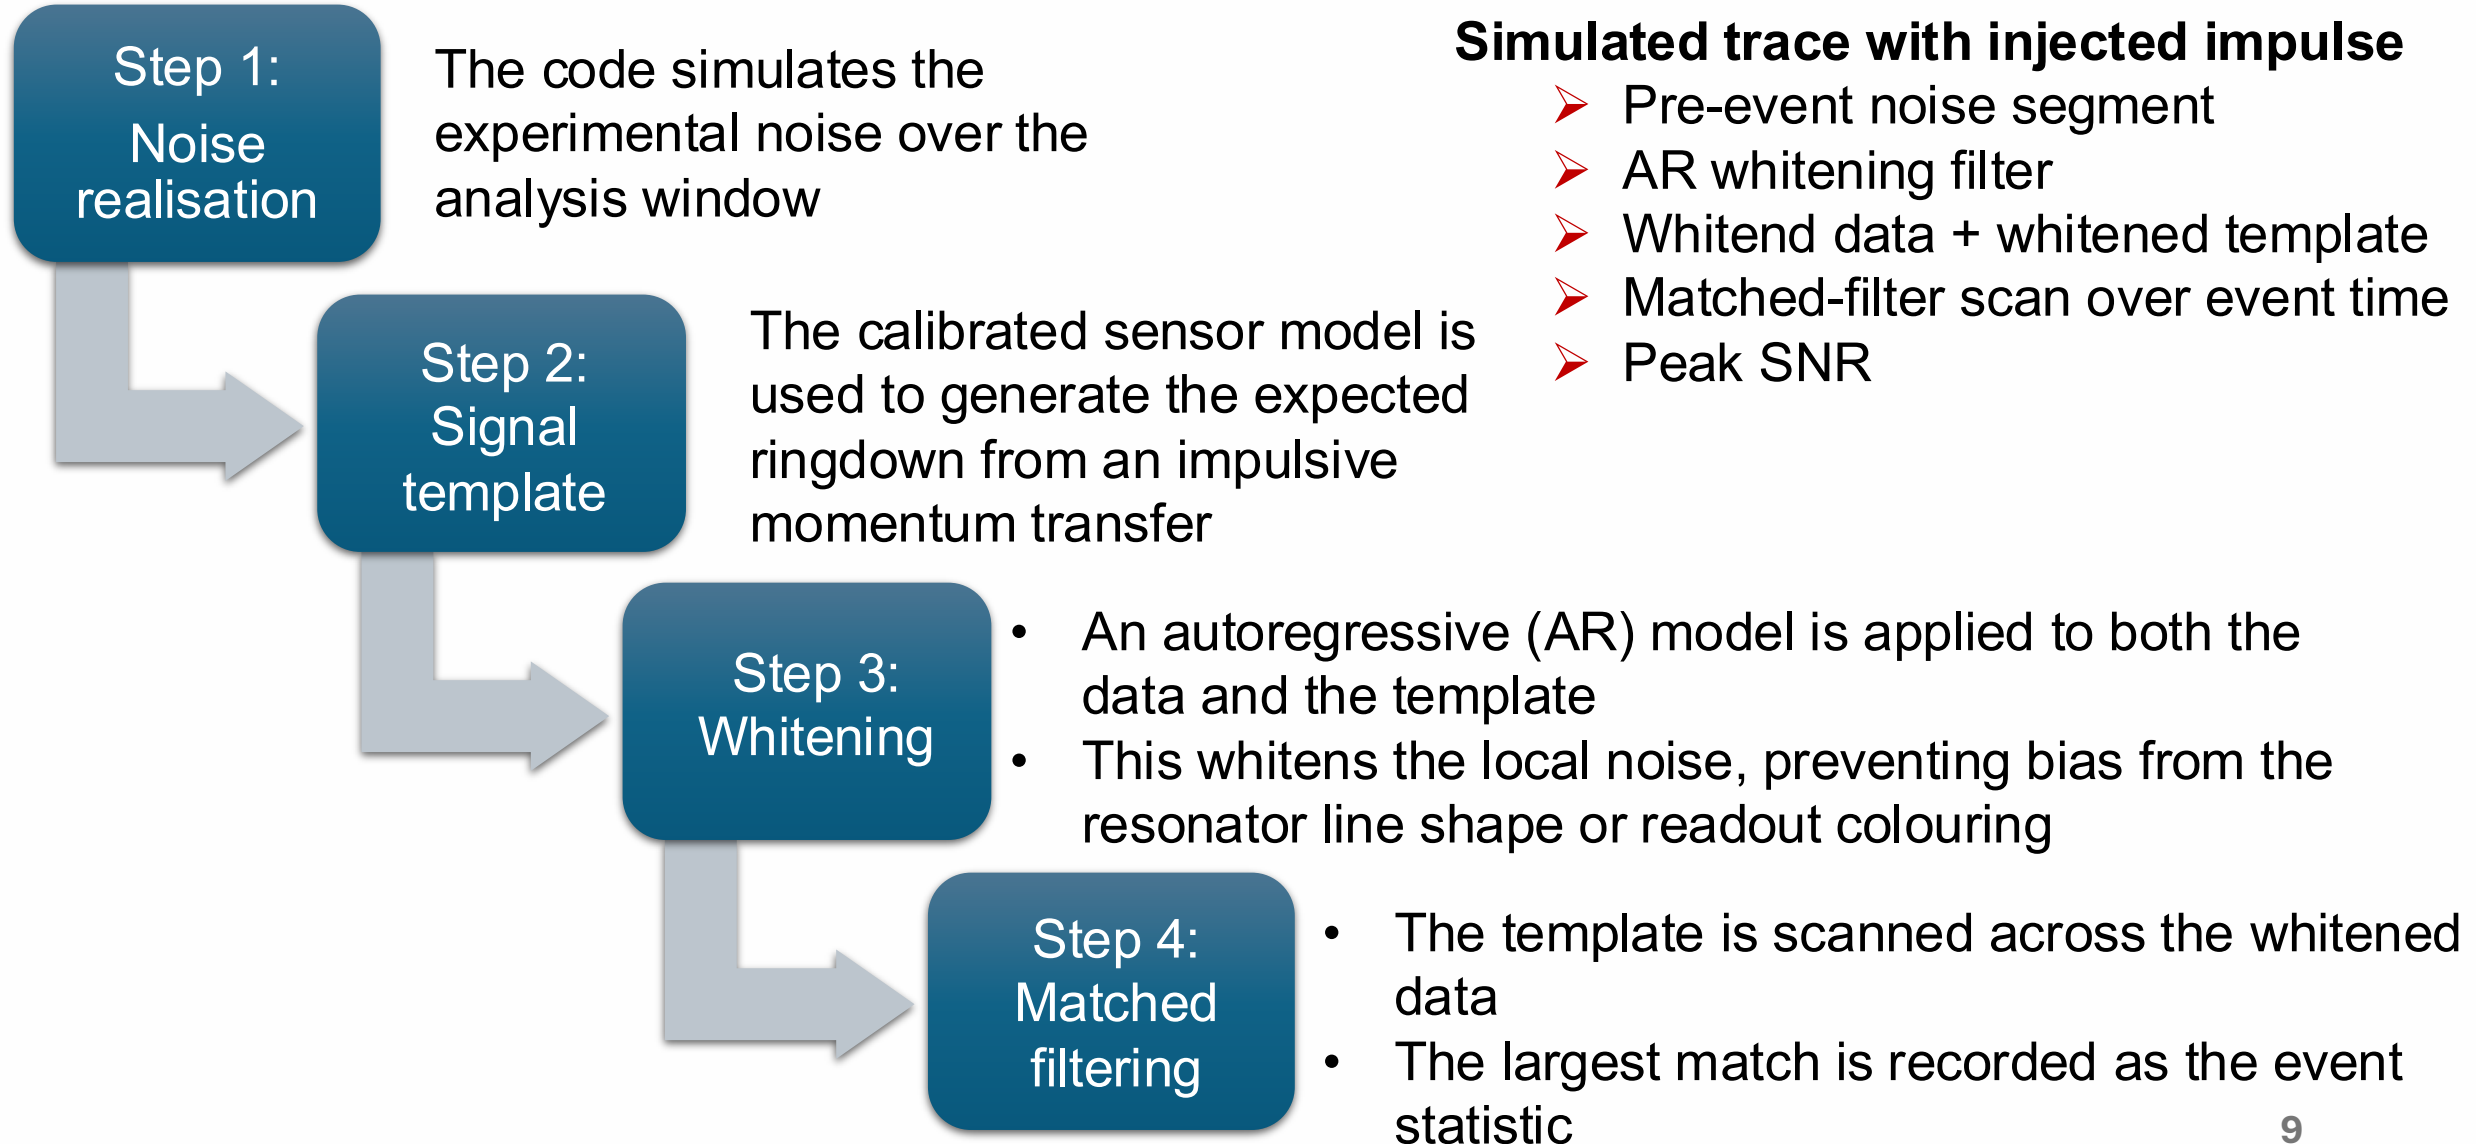 Step 1:
Noise
realisation
The code simulates the
experimental noise over the
analysis window
Simulated trace with injected impulse
Pre-event noise segment
AR whitening filter
Whitend data + whitened template
Matched-filter scan over event time
Peak SNR
Step 2:
Signal
template
The calibrated sensor model is
used to generate the expected
ringdown from an impulsive
momentum transfer
Step 3:
Whitening
• An autoregressive (AR) model is applied to both the
data and the template
• This whitens the local noise, preventing bias from the
resonator line shape or readout colouring
Step 4:
Matched
filtering
• The template is scanned across the whitened
data
• The largest match is recorded as the event
statistic
9